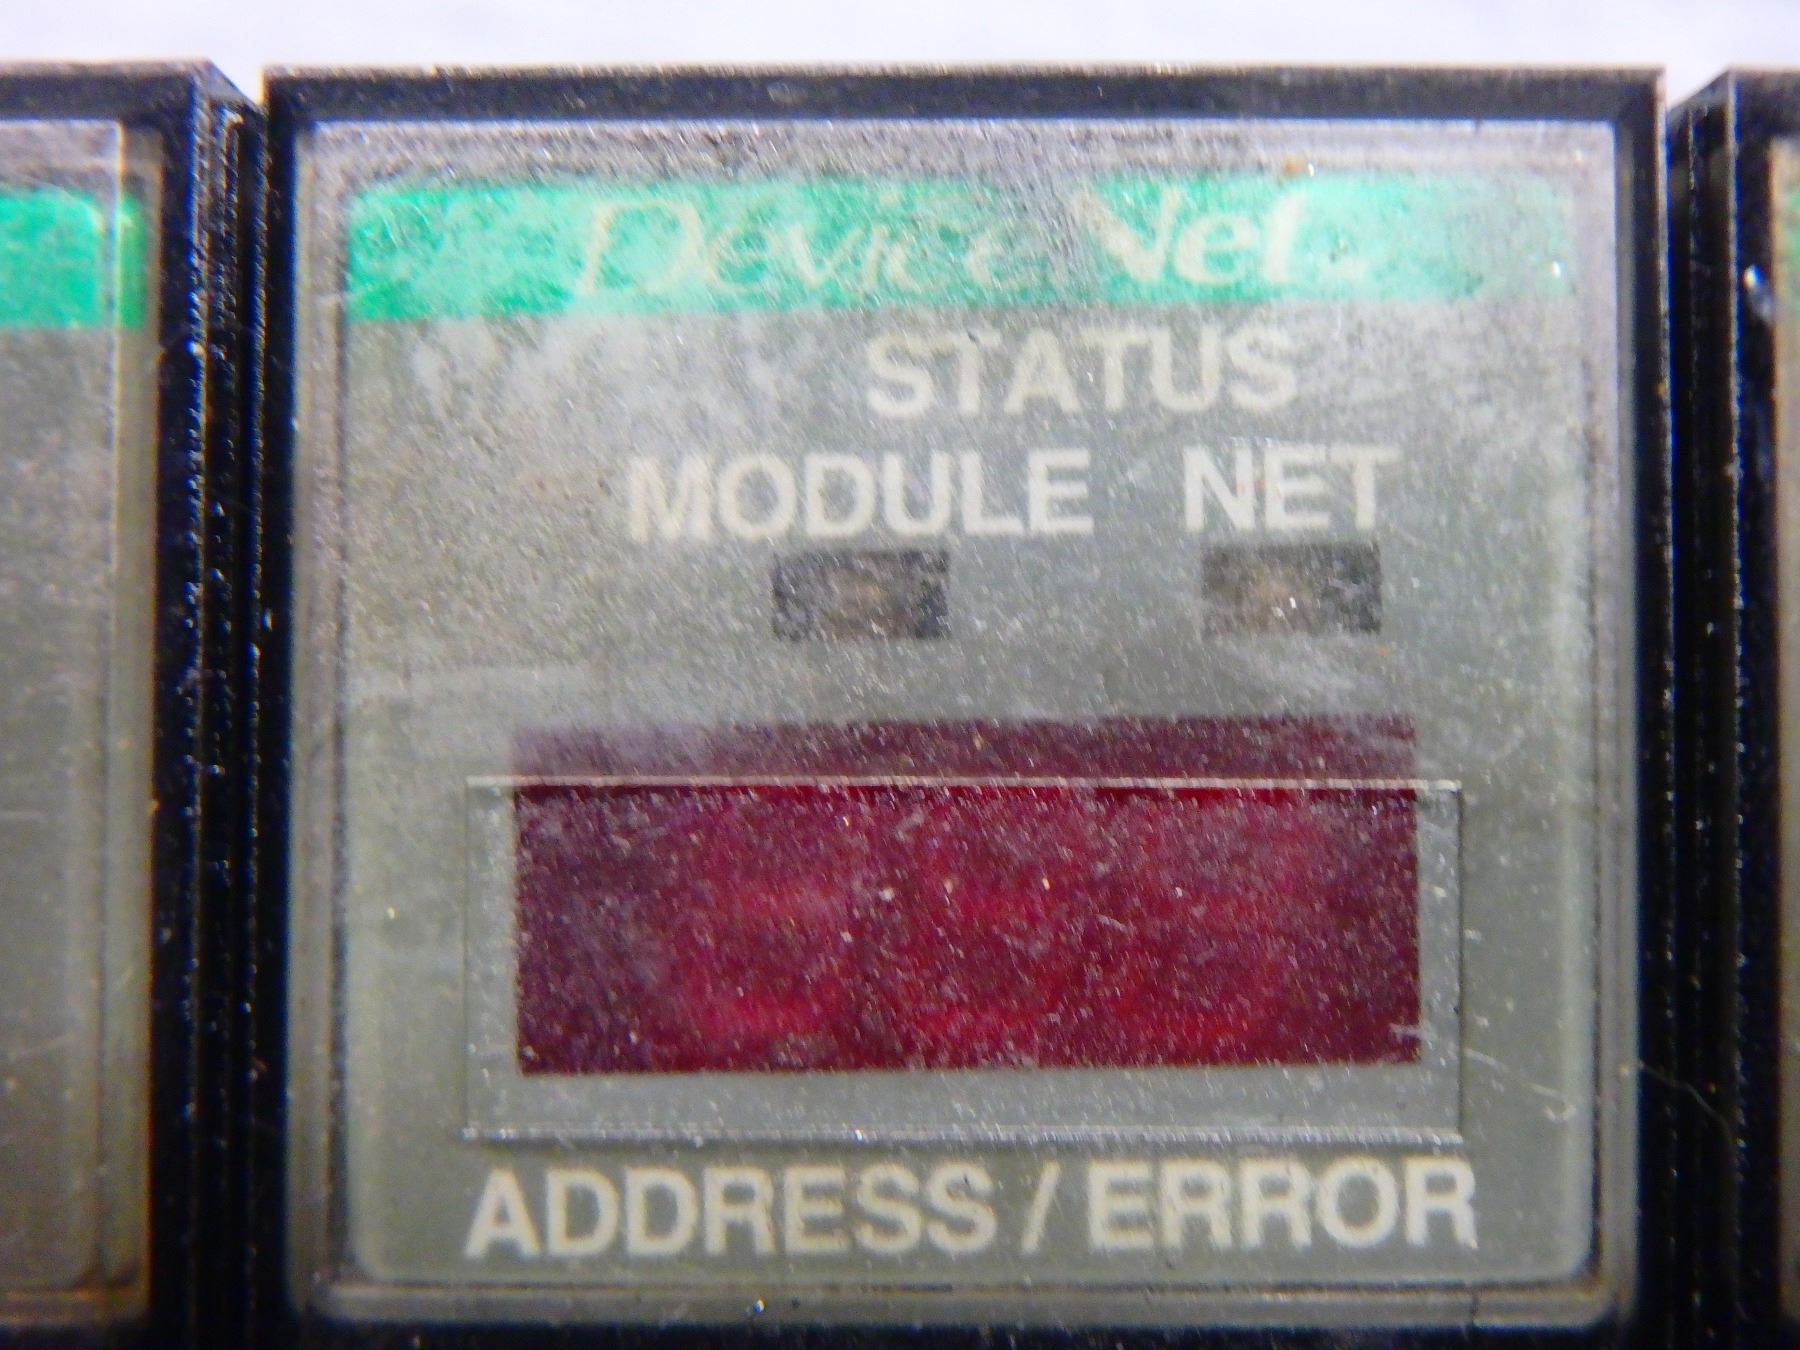 DeviceNet
STATUS
MODULE NET
ADDRESS / ERROR